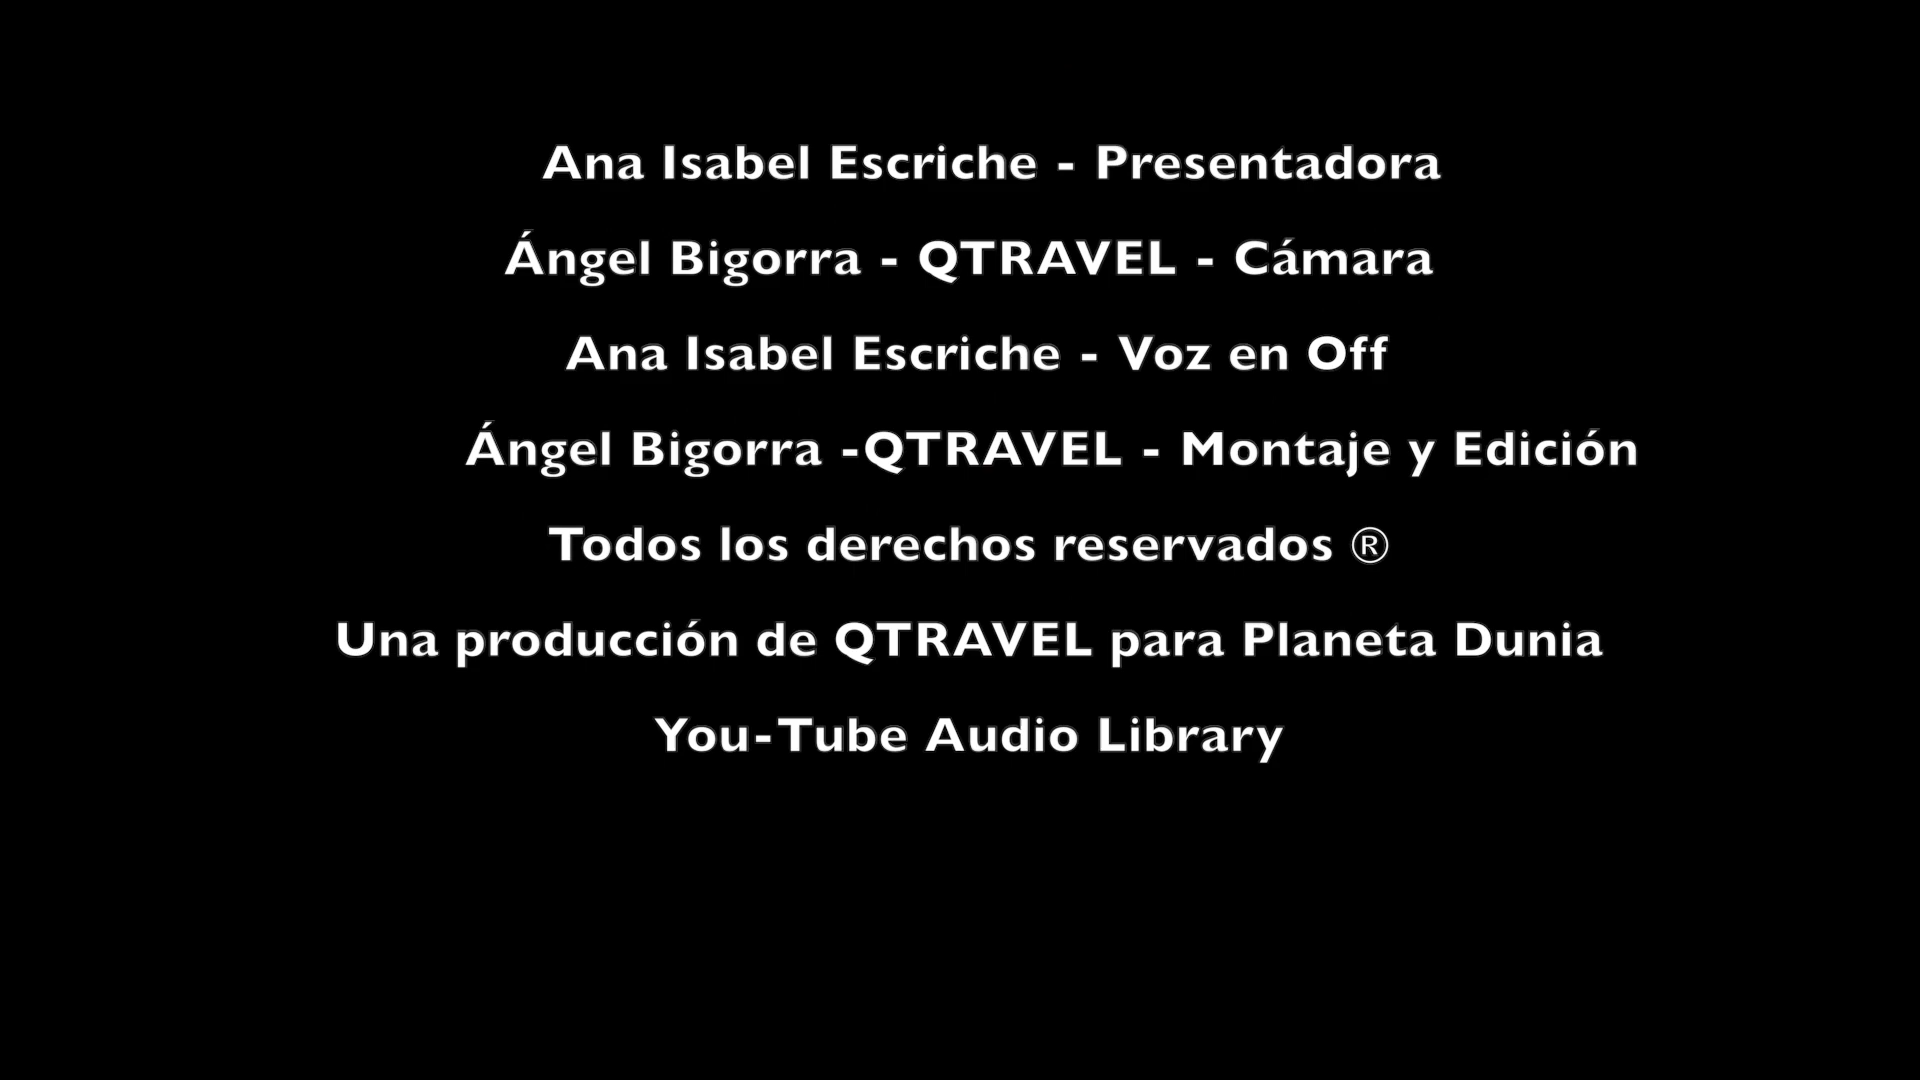 Ana Isabel Escriche - Presentadora
Ángel Bigorra - QTRAVEL - Cámara
Ana Isabel Escriche - Voz en Off
Ángel Bigorra -QTRAVEL - Montaje y Edición
Todos los derechos reservados ®
Una producción de QTRAVEL para Planeta Dunia
You-Tube Audio Library